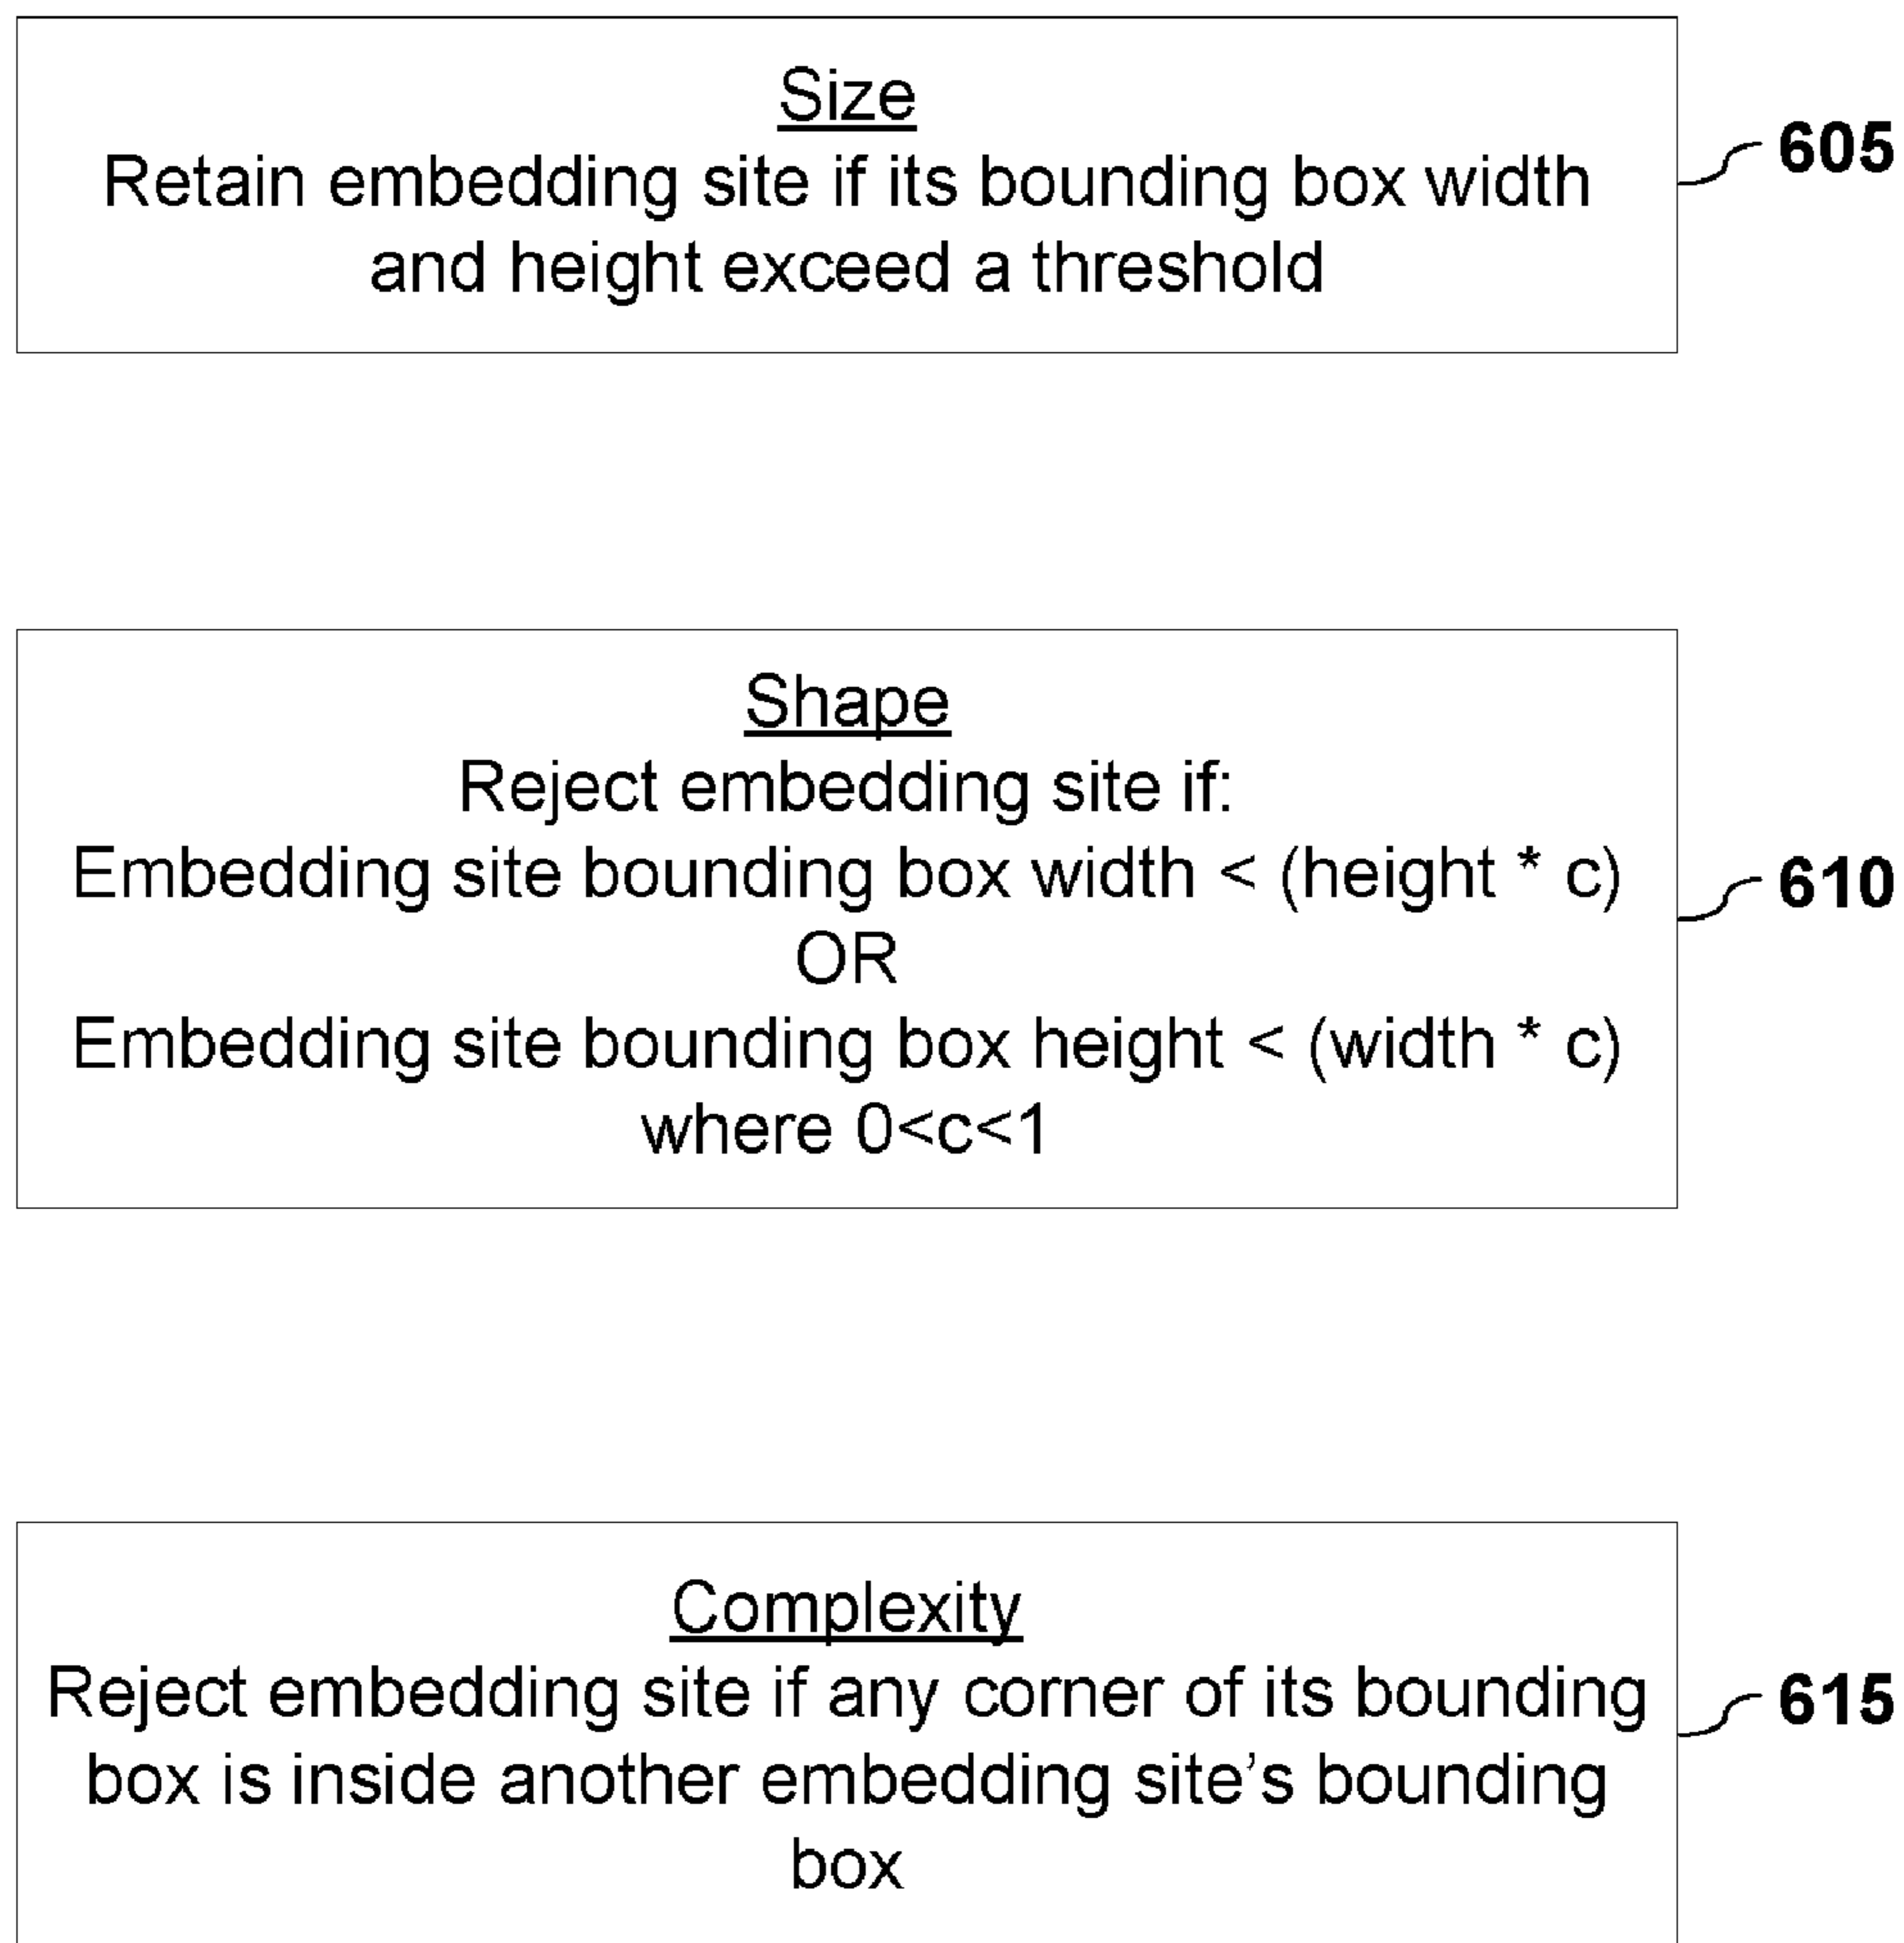 Size
Retain embedding site if its bounding box width
and height exceed a threshold
605
Shape
Reject embedding site if:
Embedding site bounding box width < (height * c)
OR
Embedding site bounding box height < (width * c)
where 0<c<1
610
Complexity
Reject embedding site if any corner of its bounding
box is inside another embedding site's bounding
box
615